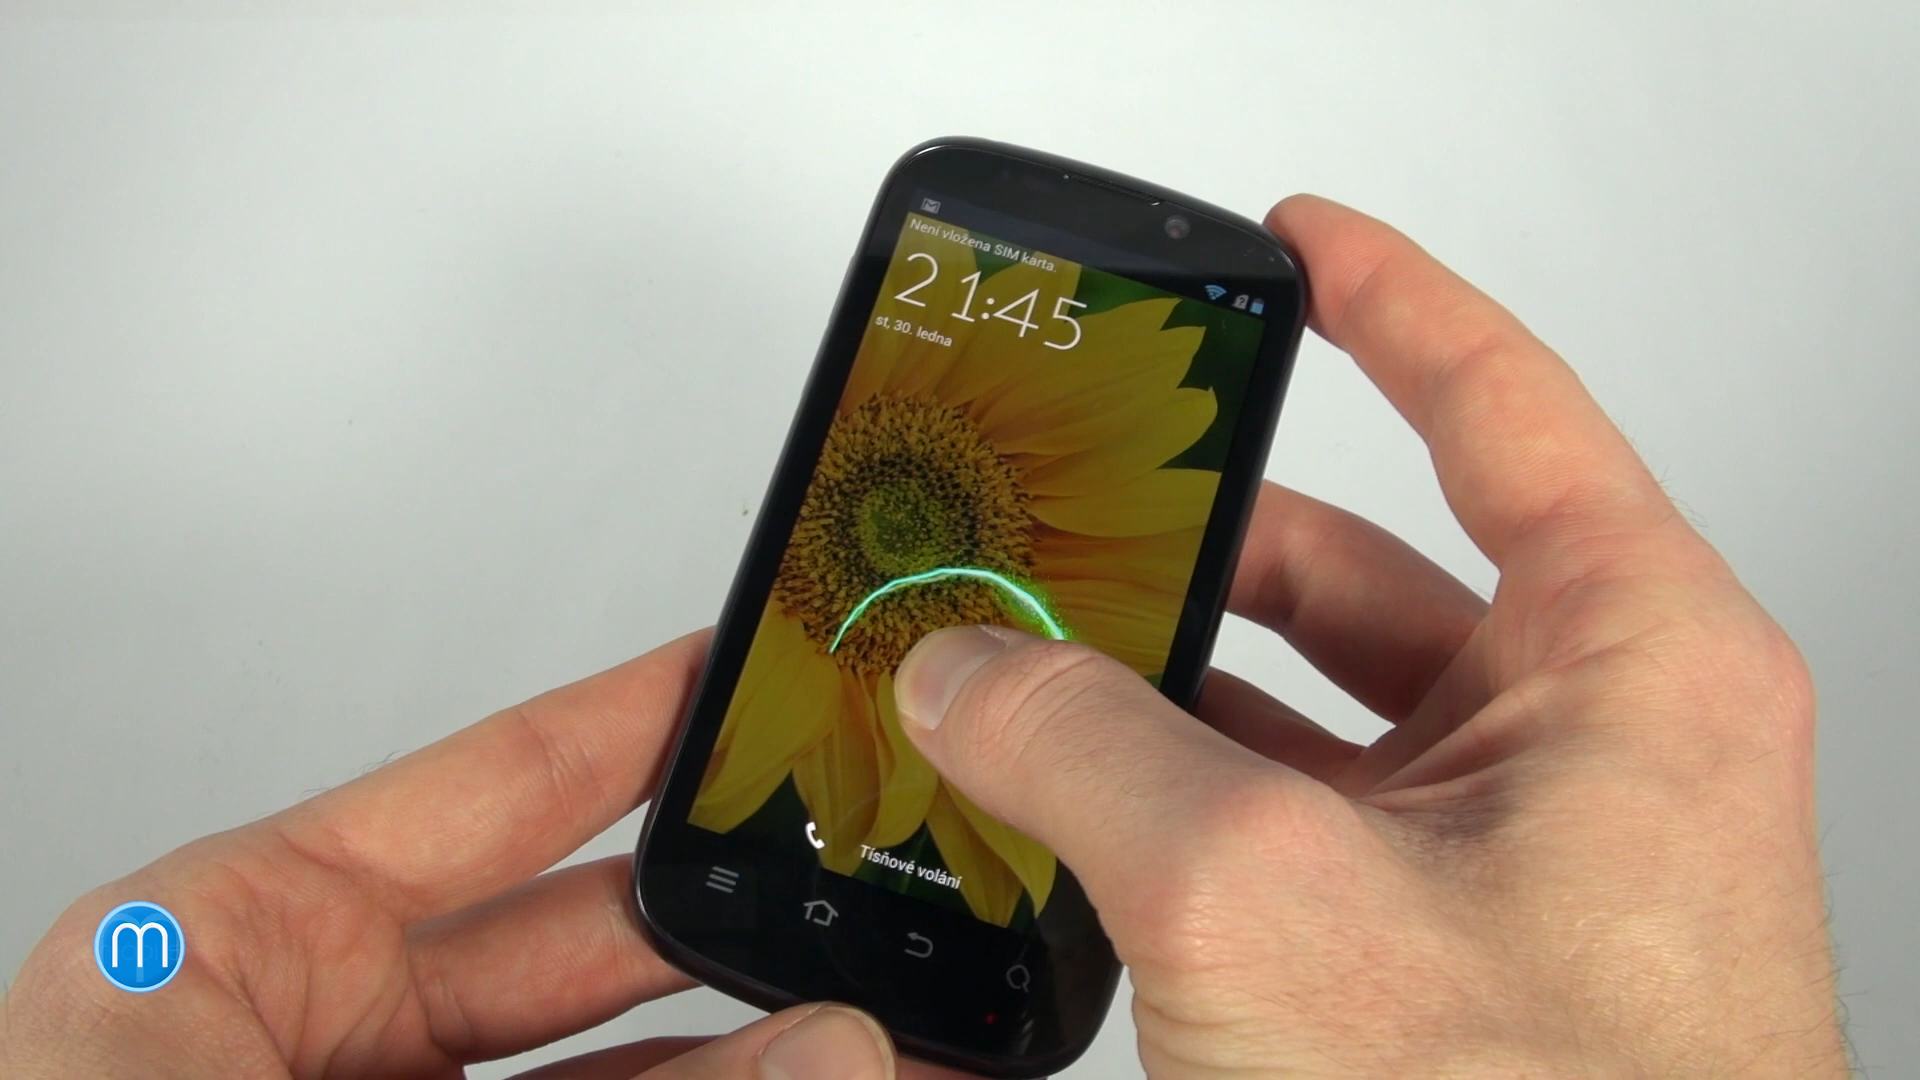 Není vložena SIM karta.
21:45
st, 30. ledna
Tísňové volání
m